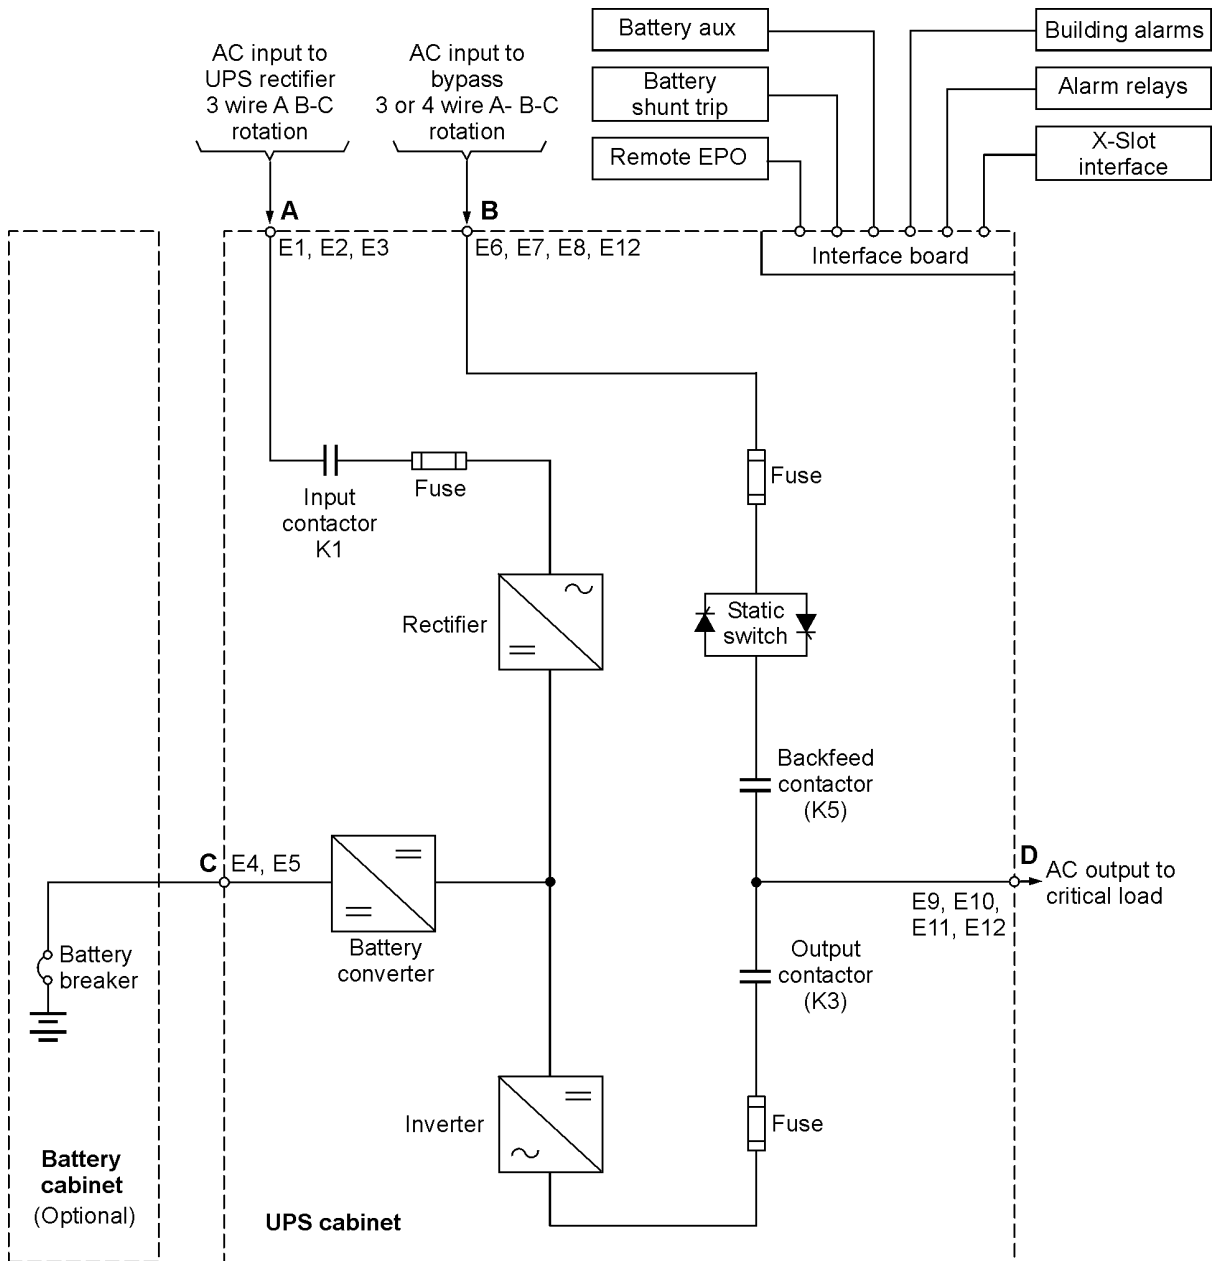 AC input to
UPS rectifier
3 wire A B-C
rotation
AC input to
bypass
3 or 4 wire A- B-C
rotation
Battery aux
Battery
shunt trip
Remote EPO
Building alarms
Alarm relays
X-Slot
interface
A
B
E1, E2, E3
E6, E7, E8, E12
Interface board
Input
contactor
K1
Fuse
Fuse
Rectifier
Static
switch
Backfeed
contactor
(K5)
C
E4, E5
Battery
converter
D
AC output to
critical load
E9, E10,
E11, E12
Battery
breaker
Output
contactor
(K3)
Inverter
Fuse
Battery
cabinet
(Optional)
UPS cabinet